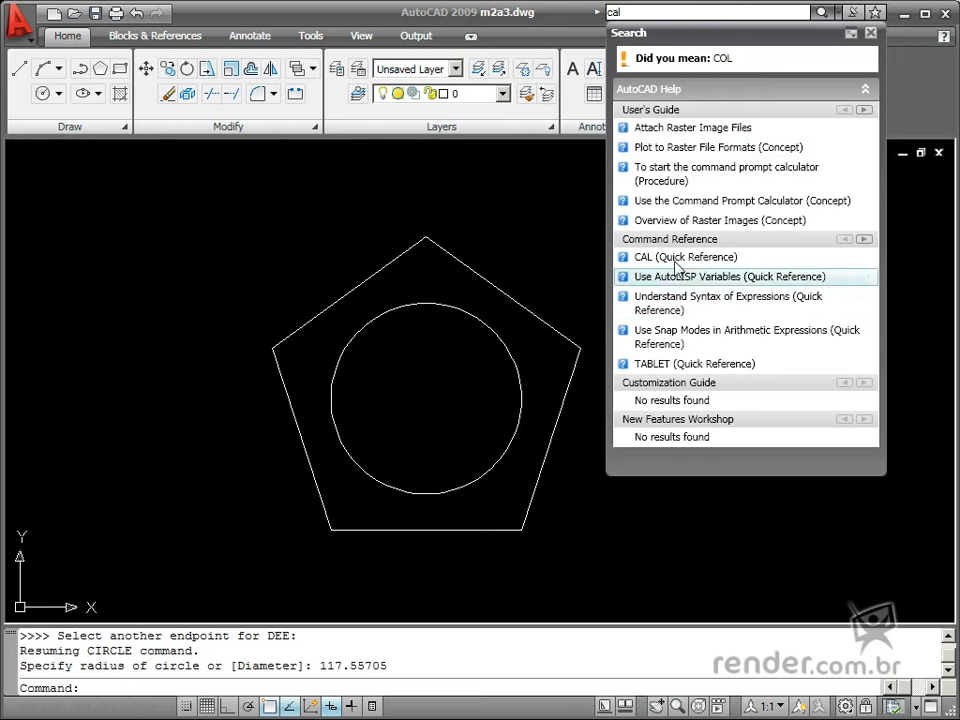 AutoCAD 2009 m2a3.dwg
cal
Home
Blocks & References
Annotate
Tools
View
Output
Search
Did you mean: COL
AutoCAD Help
User's Guide
Attach Raster Image Files
Plot to Raster File Formats (Concept)
To start the command prompt calculator
(Procedure)
Use the Command Prompt Calculator (Concept)
Overview of Raster Images (Concept)
Command Reference
CAL (Quick Reference)
Use AutoLISP Variables (Quick Reference)
Understand Syntax of Expressions (Quick
Reference)
Use Snap Modes in Arithmetic Expressions (Quick
Reference)
TABLET (Quick Reference)
Customization Guide
No results found
New Features Workshop
No results found
Unsaved Layer
0
A
A
Draw
Modify
Layers
Annot
Y
X
>>>> Select another endpoint for DEE:
Resuming CIRCLE command.
Specify radius of circle or [Diameter]: 117.55705
Command:
render.com.br
1:1